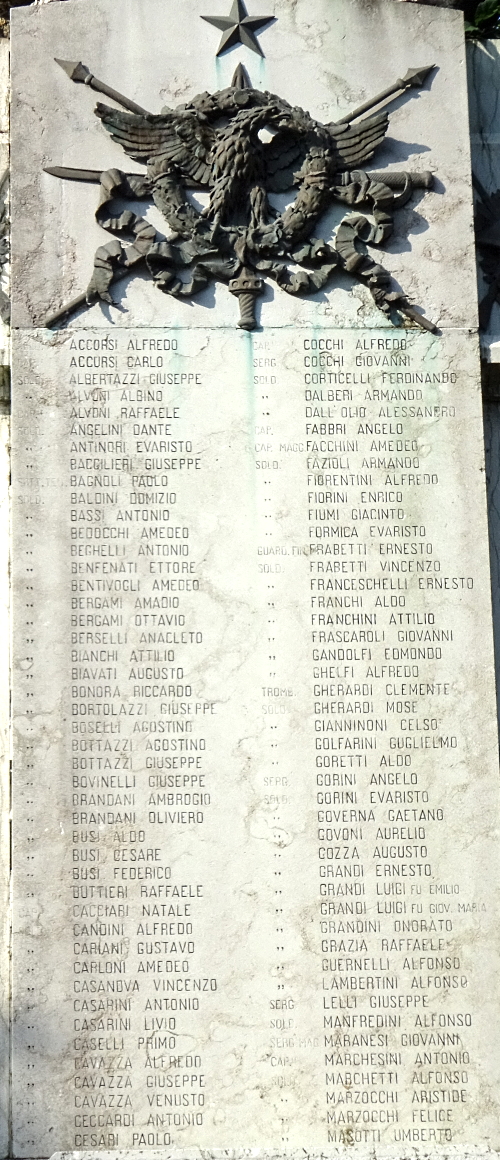 ACCORSI ALFREDO
CAP. ACCURSI CARLO
SOLD. ALBERTAZZI GIUSEPPE
„ ALVONI ALBINO
„ ALVONI RAFFAELE
ANGELINI DANTE
„ ANTINORI EVARISTO
„ BACCILIERI GIUSEPPE
BAGNOLI PAOLO
SOLD. BALDINI DOMIZIO
„ BASSI ANTONIO
„ BEDOCCHI AMEDEO
„ BEGHELLI ANTONIO
„ BENFENATI ETTORE
„ BENTIVOGLI AMEDEO
„ BERGAMI AMADIO
„ BERGAMI OTTAVIO
„ BERSELLI ANACLETO
„ BIANCHI ATTILIO
„ BIAVATI AUGUSTO
„ BONORA RICCARDO
„ BORTOLAZZI GIUSEPPE
„ BOSELLI AGOSTINO
„ BOTTAZZI AGOSTINO
„ BOTTAZZI GIUSEPPE
„ BOVINELLI GIUSEPPE
„ BRANDANI AMBROGIO
„ BRANDANI OLIVIERO
„ BUSI ALDO
„ BUSI CESARE
„ BUSI FEDERICO
„ BUTTIERI RAFFAELE
CACCIARI NATALE
„ CANDINI ALFREDO
„ CARIANI GUSTAVO
„ CARLONI AMEDEO
„ CASANOVA VINCENZO
„ CASARINI ANTONIO
„ CASARINI LIVIO
„ CASELLI PRIMO
„ CAVAZZA ALFREDO
„ CAVAZZA GIUSEPPE
„ CAVAZZA VENUSTO
„ CECCARDI ANTONIO
„ CESARI PAOLO
CAP. COCCHI ALFREDO
SERG. COCCHI GIOVANNI
SOLD. CORTICELLI FERDINANDO
„ DALBERI ARMANDO
„ DALL'OLIO ALESSANDRO
CAP. FABBRI ANGELO
CAP. MAGG. FACCHINI AMEDEO
SOLD. FAZIOLI ARMANDO
„ FIORENTINI ALFREDO
„ FIORINI ENRICO
„ FIUMI GIACINTO
„ FORMICA EVARISTO
GUARD. FIN. FRABETTI ERNESTO
SOLD. FRABETTI VINCENZO
„ FRANCESCHELLI ERNESTO
„ FRANCHI ALDO
„ FRANCHINI ATTILIO
„ FRASCAROLI GIOVANNI
„ GANDOLFI EDMONDO
„ GHELFI ALFREDO
TROMB. GHERARDI CLEMENTE
SOLD. GHERARDI MOSE
„ GIANNINONI CELSO
„ GOLFARINI GUGLIELMO
„ GORETTI ALDO
SERG. GORINI ANGELO
SOLD. GORINI EVARISTO
„ GOVERNA GAETANO
„ GOVONI AURELIO
„ GOZZA AUGUSTO
„ GRANDI ERNESTO
„ GRANDI LUIGI FU EMILIO
„ GRANDI LUIGI FU GIOV. MARIA
„ GRANDINI ONORATO
„ GRAZIA RAFFAELE
„ GUERNELLI ALFONSO
„ LAMBERTINI ALFONSO
SERG. LELLI GIUSEPPE
SOLD. MANFREDINI ALFONSO
SERG. MAG. MARANESI GIOVANNI
CAP. MARCHESINI ANTONIO
SOLD. MARCHETTI ALFONSO
„ MARZOCCHI ARISTIDE
„ MARZOCCHI FELICE
„ MASOTTI UMBERTO